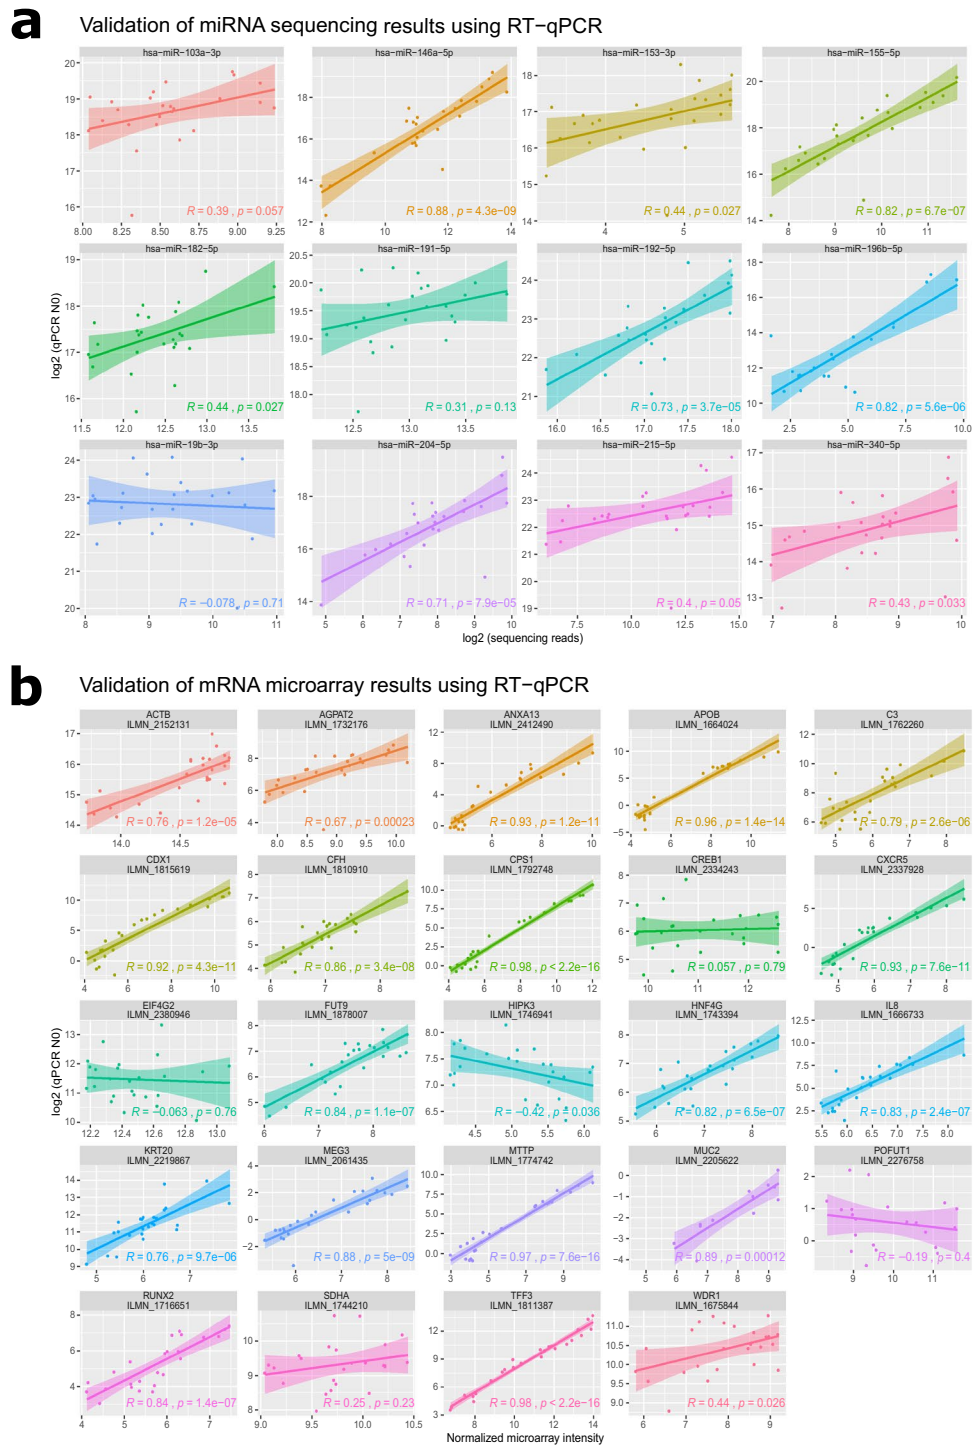 a
Validation of miRNA sequencing results using RT−qPCR
hsa−miR−103a−3p
hsa−miR−146a−5p
hsa−miR−153−3p
hsa−miR−155−5p
R = 0.39 , p = 0.057
R = 0.88 , p = 4.3e−09
R = 0.44 , p = 0.027
R = 0.82 , p = 6.7e−07
hsa−miR−182−5p
hsa−miR−191−5p
hsa−miR−192−5p
hsa−miR−196b−5p
R = 0.44 , p = 0.027
R = 0.31 , p = 0.13
R = 0.73 , p = 3.7e−05
R = 0.82 , p = 5.6e−06
hsa−miR−19b−3p
hsa−miR−204−5p
hsa−miR−215−5p
hsa−miR−340−5p
R = −0.078 , p = 0.71
R = 0.71 , p = 7.9e−05
R = 0.4 , p = 0.05
R = 0.43 , p = 0.033
log2 (qPCR N0)
log2 (sequencing reads)
b
Validation of mRNA microarray results using RT−qPCR
ACTB
ILMN_2152131
AGPAT2
ILMN_1732176
ANXA13
ILMN_2412490
APOB
ILMN_1664024
C3
ILMN_1762260
R = 0.76 , p = 1.2e−05
R = 0.67 , p = 0.00023
R = 0.93 , p = 1.2e−11
R = 0.96 , p = 1.4e−14
R = 0.79 , p = 2.6e−06
CDX1
ILMN_1815619
CFH
ILMN_1810910
CPS1
ILMN_1792748
CREB1
ILMN_2334243
CXCR5
ILMN_2337928
R = 0.92 , p = 4.3e−11
R = 0.86 , p = 3.4e−08
R = 0.98 , p < 2.2e−16
R = 0.057 , p = 0.79
R = 0.93 , p = 7.6e−11
EIF4G2
ILMN_2380946
FUT9
ILMN_1878007
HIPK3
ILMN_1746941
HNF4G
ILMN_1743394
IL8
ILMN_1666733
R = −0.063 , p = 0.76
R = 0.84 , p = 1.1e−07
R = −0.42 , p = 0.036
R = 0.82 , p = 6.5e−07
R = 0.83 , p = 2.4e−07
KRT20
ILMN_2219867
MEG3
ILMN_2061435
MTTP
ILMN_1774742
MUC2
ILMN_2205622
POFUT1
ILMN_2276758
R = 0.76 , p = 9.7e−06
R = 0.88 , p = 5e−09
R = 0.97 , p = 7.6e−16
R = 0.89 , p = 0.00012
R = −0.19 , p = 0.4
RUNX2
ILMN_1716651
SDHA
ILMN_1744210
TFF3
ILMN_1811387
WDR1
ILMN_1675844
R = 0.84 , p = 1.4e−07
R = 0.25 , p = 0.23
R = 0.98 , p < 2.2e−16
R = 0.44 , p = 0.026
log2 (qPCR N0)
Normalized microarray intensity